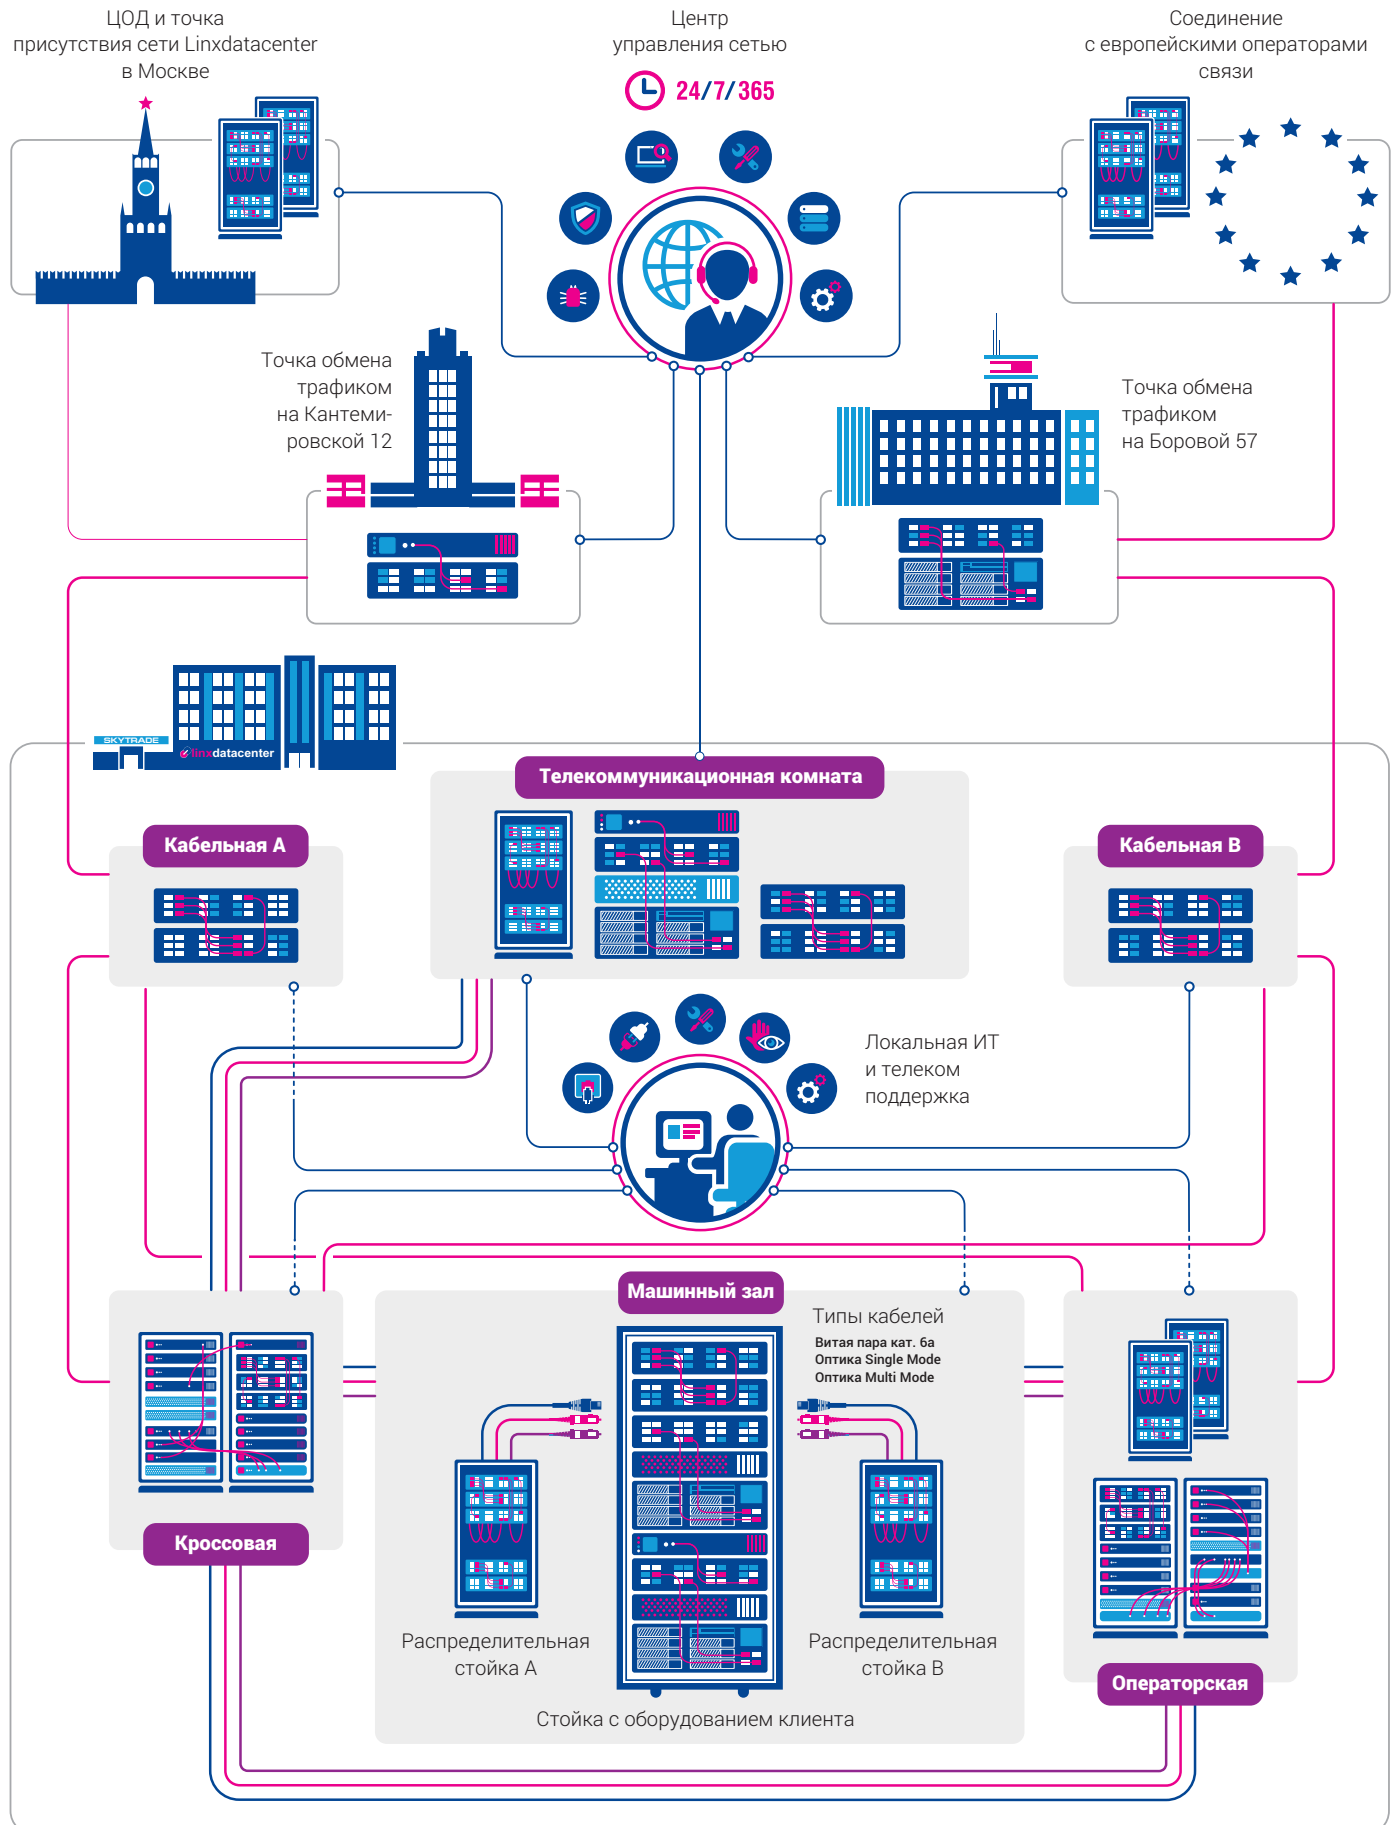 ЦОД и точка
присутствия сети Linxdatacenter
в Москве
Центр
управления сетью
24/7/365
Соединение
с европейскими операторами
связи
Точка обмена
трафиком
на Кантеми-
ровской 12
Точка обмена
трафиком
на Боровой 57
SKYTRADE
linxdatacenter
Телекоммуникационная комната
Кабельная А
Кабельная В
Локальная ИТ
и телеком
поддержка
Машинный зал
Типы кабелей
Витая пара кат. 6а
Оптика Single Mode
Оптика Multi Mode
Кроссовая
Распределительная
стойка А
Распределительная
стойка В
Операторская
Стойка с оборудованием клиента